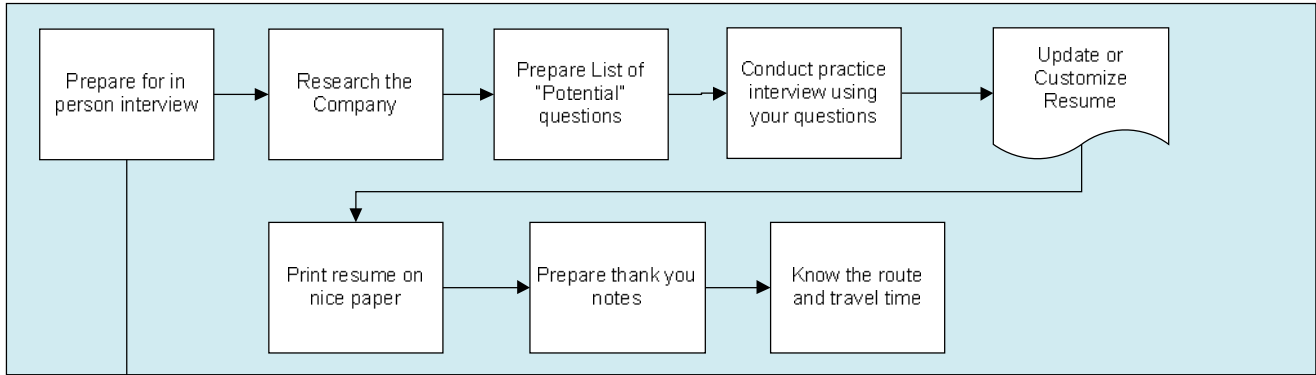 Prepare for in
person interview
Research the
Company
Prepare List of
"Potential"
questions
Conduct practice
interview using
your questions
Update or
Customize
Resume
Print resume on
nice paper
Prepare thank you
notes
Know the route
and travel time